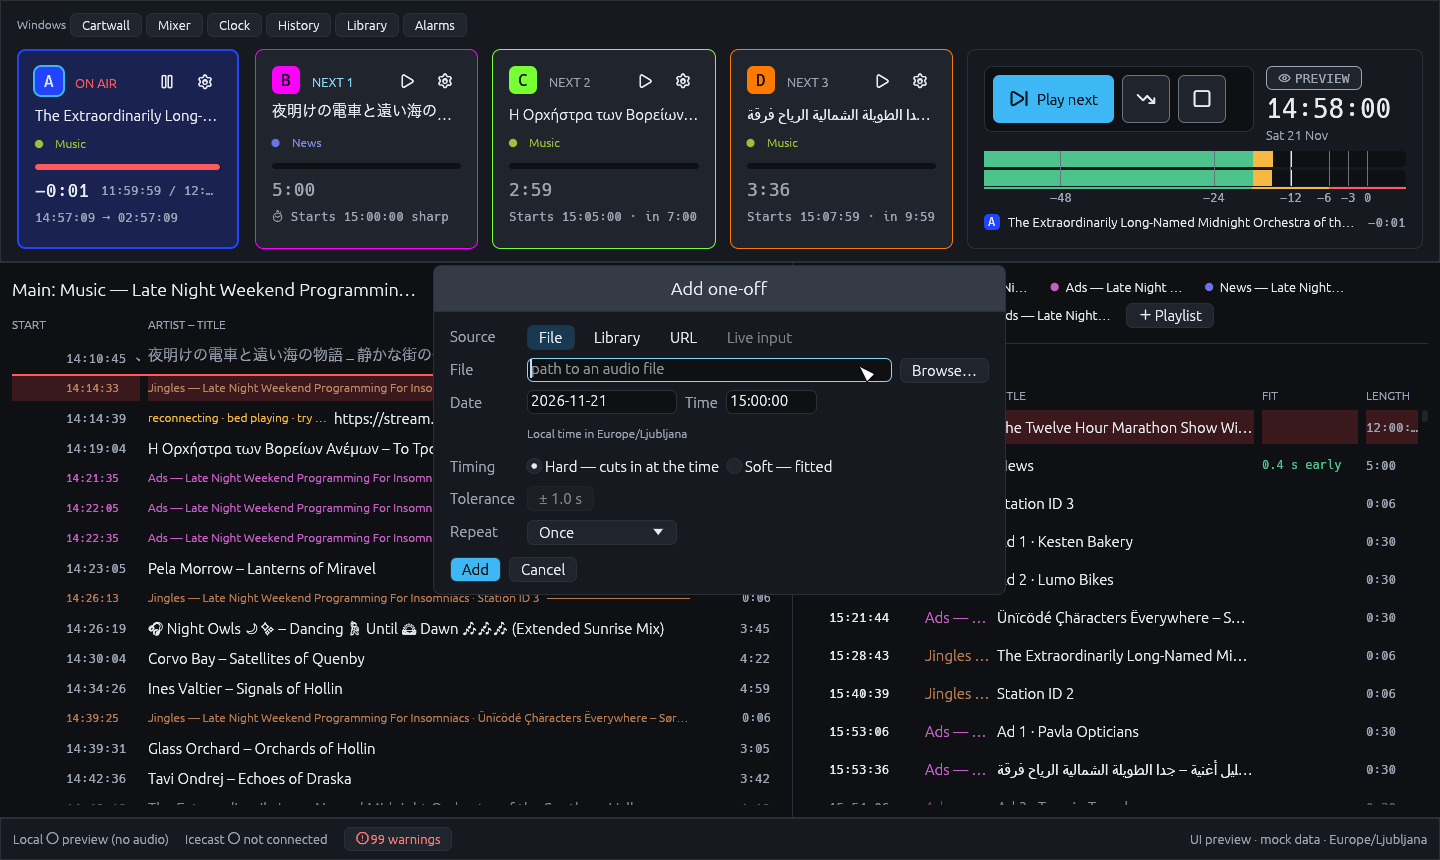 Windows Cartwall Mixer Clock History Library Alarms
A ON AIR
The Extraordinarily Long-…
Music
−0:01 11:59:59 / 12:…
14:57:09 → 02:57:09
B NEXT 1
夜明けの電車と遠い海の…
News
5:00
Starts 15:00:00 sharp
C NEXT 2
Η Ορχήστρα των Βορείων…
Music
2:59
Starts 15:05:00 · in 7:00
D NEXT 3
جدا الطويلة الشمالية الرياح فرقة…
Music
3:36
Starts 15:07:59 · in 9:59
Play next
PREVIEW
14:58:00
Sat 21 Nov
−48 −24 −12 −6 −3 0
A The Extraordinarily Long-Named Midnight Orchestra of th… −0:01
Main: Music — Late Night Weekend Programmin…
START ARTIST – TITLE
14:10:45 夜明けの電車と遠い海の物語 – 静かな街の
14:14:33 Jingles — Late Night Weekend Programming For Inso
14:14:39 reconnecting · bed playing · try … https://stream.
14:19:04 Η Ορχήστρα των Βορείων Ανέμων – Το Τρα
14:21:35 Ads — Late Night Weekend Programming For Insomn
14:22:05 Ads — Late Night Weekend Programming For Insomn
14:22:35 Ads — Late Night Weekend Programming For Insomn
14:23:05 Pela Morrow – Lanterns of Miravel
14:26:13 Jingles — Late Night Weekend Programming For Insomniacs · Station ID 3 0:06
14:26:19 🎧 Night Owls 🌙✨ – Dancing 💃 Until 🌅 Dawn 🎶🎶🎶 (Extended Sunrise Mix) 3:45
14:30:04 Corvo Bay – Satellites of Quenby 4:22
14:34:26 Ines Valtier – Signals of Hollin 4:59
14:39:25 Jingles — Late Night Weekend Programming For Insomniacs · Ünïcödé Çhäracters Ëverywhere – Sør… 0:06
14:39:31 Glass Orchard – Orchards of Hollin 3:05
14:42:36 Tavi Ondrej – Echoes of Draska 3:42
Add one-off
Source File Library URL Live input
File path to an audio file Browse…
Date 2026-11-21 Time 15:00:00
Local time in Europe/Ljubljana
Timing Hard — cuts in at the time Soft — fitted
Tolerance ± 1.0 s
Repeat Once
Add Cancel
Ni… Ads — Late Night … News — Late Night…
ds — Late Night… + Playlist
TLE FIT LENGTH
he Twelve Hour Marathon Show Wi… 12:00:…
News 0.4 s early 5:00
Station ID 3 0:06
Ad 1 · Kesten Bakery 0:30
Ad 2 · Lumo Bikes 0:30
15:21:44 Ads — … Ünïcödé Çhäracters Ëverywhere – S… 0:30
15:28:43 Jingles … The Extraordinarily Long-Named Mi… 0:06
15:40:39 Jingles … Station ID 2 0:06
15:53:06 Ads — … Ad 1 · Pavla Opticians 0:30
15:53:36 Ads — … ليل أغنية – جدا الطويلة الشمالية الرياح فرقة… 0:30
Local preview (no audio) Icecast not connected 99 warnings
UI preview · mock data · Europe/Ljubljana